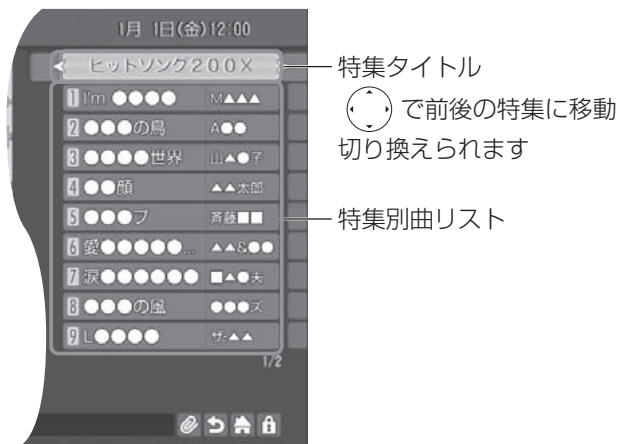 1月 1日(金)12:00
ヒットソング200X
1 I'm ●●●● M▲▲▲
2 ●●●の鳥 A●●
3 ●●●●世界 山▲●子
4 ●●顔 ▲▲太郎
5 ●●●ブ 斉藤■■
6 愛●●●●●... ▲▲&●●
7 涙●●●●●● ■▲●夫
8 ●●●の風 ●●●ズ
9 L●●●● ザ・▲▲
1/2
特集タイトル
で前後の特集に移動
切り換えられます
特集別曲リスト